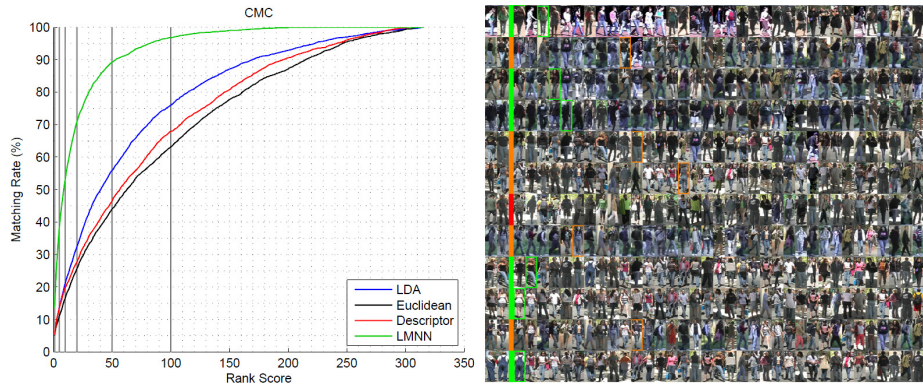 CMC
Matching Rate (%)
100
90
80
70
60
50
40
30
20
10
0
0 50 100 150 200 250 300 350
Rank Score
LDA
Euclidean
Descriptor
LMNN